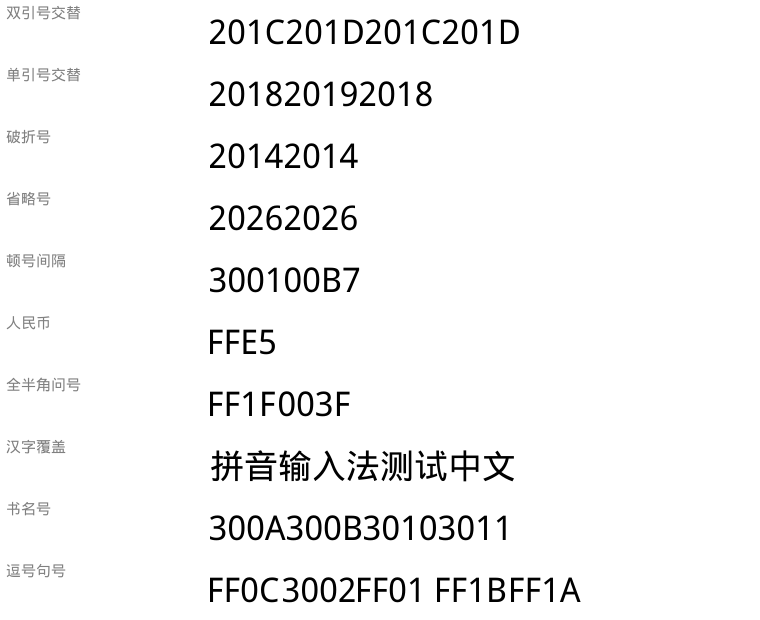 双引号交替 201C201D201C201D
单引号交替 201820192018
破折号 20142014
省略号 20262026
顿号间隔 300100B7
人民币 FFE5
全半角问号 FF1F003F
汉字覆盖 拼音输入法测试中文
书名号 300A300B30103011
逗号句号 FF0C3002FF01 FF1BFF1A